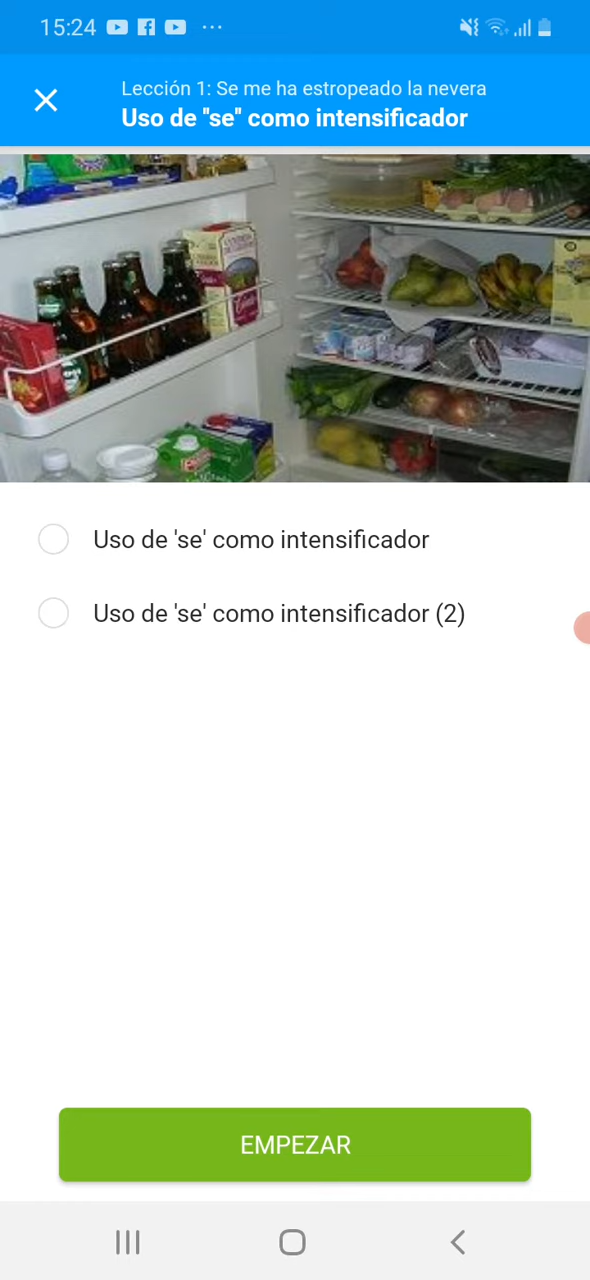 15:24
Lección 1: Se me ha estropeado la nevera
Uso de "se" como intensificador
Uso de 'se' como intensificador
Uso de 'se' como intensificador (2)
EMPEZAR